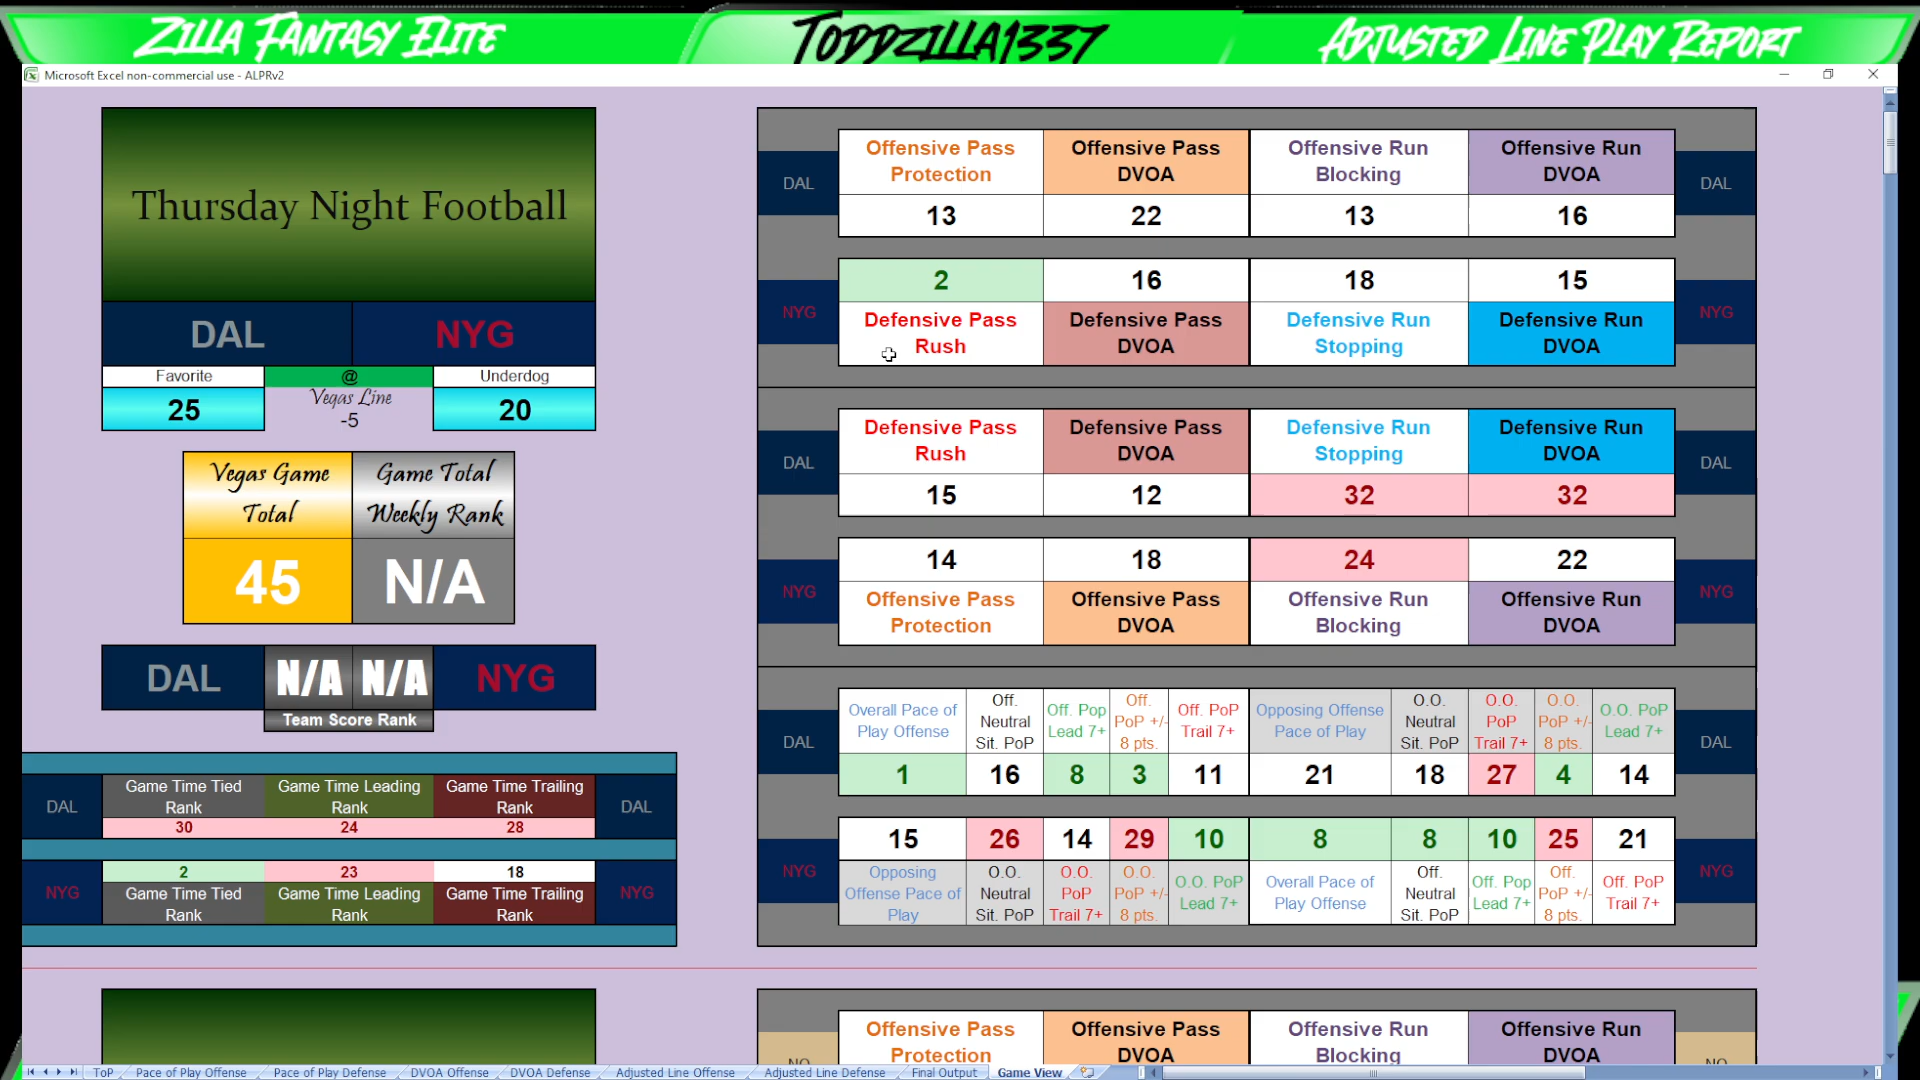 ZILLA FANTASY ELITE
TODDZILLA1337
ADJUSTED LINE PLAY REPORT
Microsoft Excel non-commercial use - ALPRv2
Thursday Night Football
DAL NYG
Favorite @ Underdog
25 Vegas Line 20
-5
Vegas Game Total
Game Total Weekly Rank
45 N/A
DAL N/A N/A NYG
Team Score Rank
DAL Game Time Tied Rank Game Time Leading Rank Game Time Trailing Rank DAL
30 24 28
2 23 18
NYG Game Time Tied Rank Game Time Leading Rank Game Time Trailing Rank NYG
DAL Offensive Pass Protection Offensive Pass DVOA Offensive Run Blocking Offensive Run DVOA DAL
13 22 13 16
2 16 18 15
NYG Defensive Pass Rush Defensive Pass DVOA Defensive Run Stopping Defensive Run DVOA NYG
DAL Defensive Pass Rush Defensive Pass DVOA Defensive Run Stopping Defensive Run DVOA DAL
15 12 32 32
14 18 24 22
NYG Offensive Pass Protection Offensive Pass DVOA Offensive Run Blocking Offensive Run DVOA NYG
DAL Overall Pace of Play Offense Off. Neutral Sit. PoP Off. Pop Lead 7+ Off. PoP +/- 8 pts. Off. PoP Trail 7+ Opposing Offense Pace of Play O.O. Neutral Sit. PoP O.O. PoP Trail 7+ O.O. PoP +/- 8 pts. O.O. PoP Lead 7+ DAL
1 16 8 3 11 21 18 27 4 14
15 26 14 29 10 8 8 10 25 21
NYG Opposing Offense Pace of Play O.O. Neutral Sit. PoP O.O. PoP Trail 7+ O.O. PoP +/- 8 pts. O.O. PoP Lead 7+ Overall Pace of Play Offense Off. Neutral Sit. PoP Off. Pop Lead 7+ Off. PoP +/- 8 pts. Off. PoP Trail 7+ NYG
NO Offensive Pass Protection Offensive Pass DVOA Offensive Run Blocking Offensive Run DVOA NO
ToP Pace of Play Offense Pace of Play Defense DVOA Offense DVOA Defense Adjusted Line Offense Adjusted Line Defense Final Output Game View